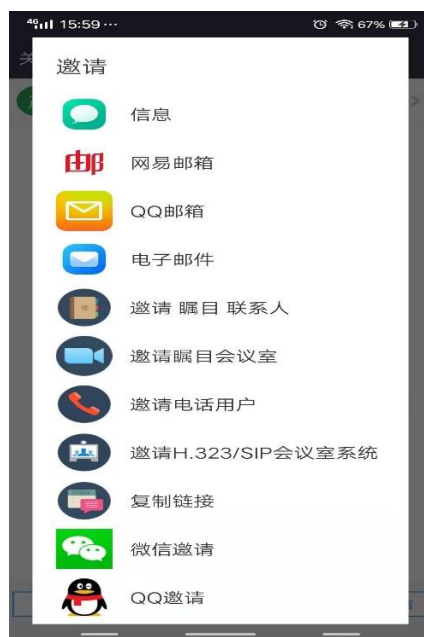 46 15:59 ··· 67%
关
邀请
信息
邮 网易邮箱
QQ邮箱
电子邮件
邀请 瞩目 联系人
邀请瞩目会议室
邀请电话用户
邀请H.323/SIP会议室系统
复制链接
微信邀请
QQ邀请